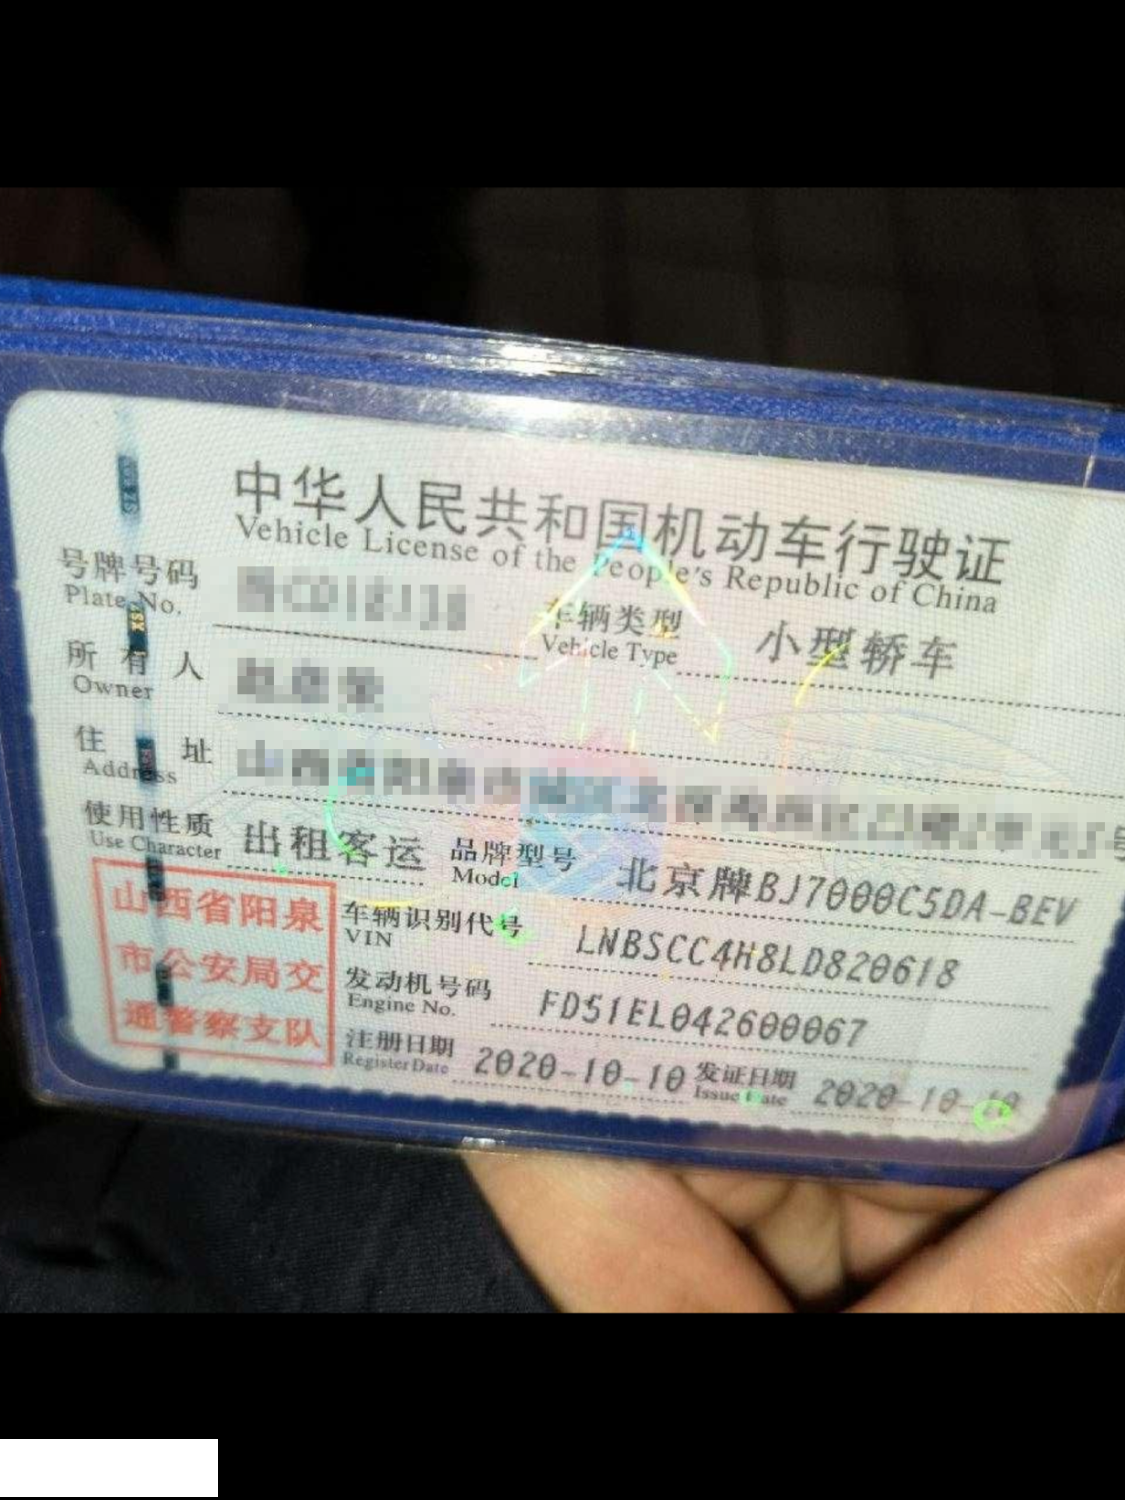 中华人民共和国机动车行驶证
Vehicle License of the People's Republic of China
号牌号码
Plate No.
车辆类型 小型轿车
Vehicle Type
所有人
Owner
住址
Address
使用性质 出租客运
Use Character
品牌型号 北京牌BJ7000C5DA-BEV
Model
山西省阳泉
市公安局交
通警察支队
车辆识别代号 LNBSCC4H8LD820618
VIN
发动机号码 FD51EL042600067
Engine No.
注册日期 2020-10-10
Register Date
发证日期 2020-10-10
Issue Date